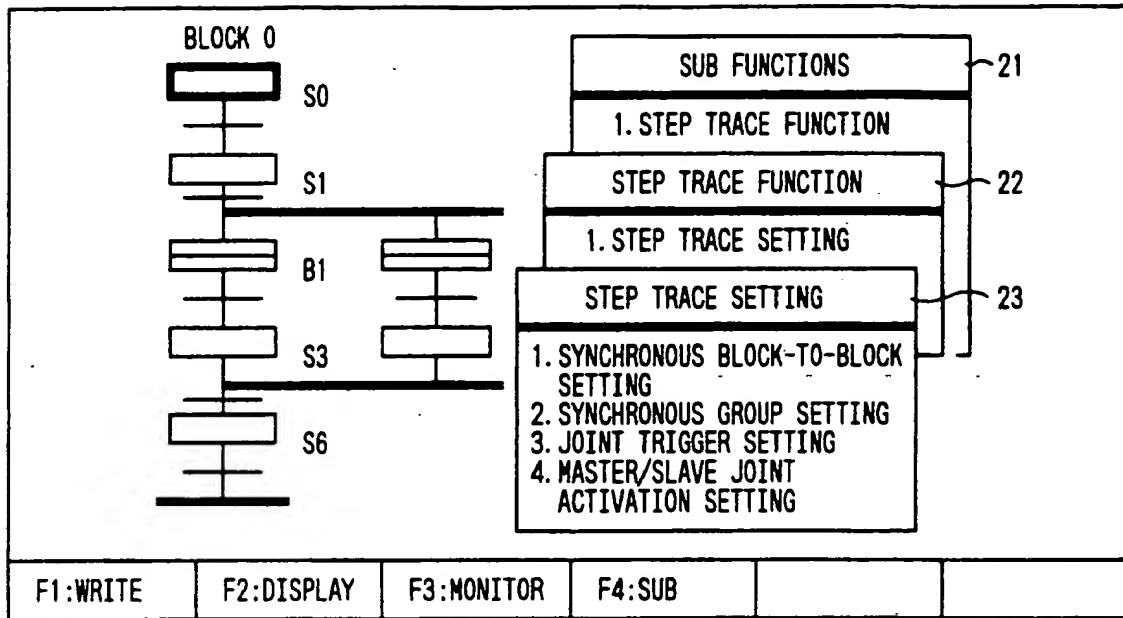 BLOCK 0
S0
S1
B1
S3
S6
SUB FUNCTIONS
21
1. STEP TRACE FUNCTION
STEP TRACE FUNCTION
22
1. STEP TRACE SETTING
STEP TRACE SETTING
23
1. SYNCHRONOUS BLOCK-TO-BLOCK
SETTING
2. SYNCHRONOUS GROUP SETTING
3. JOINT TRIGGER SETTING
4. MASTER/SLAVE JOINT
ACTIVATION SETTING
F1:WRITE
F2:DISPLAY
F3:MONITOR
F4:SUB